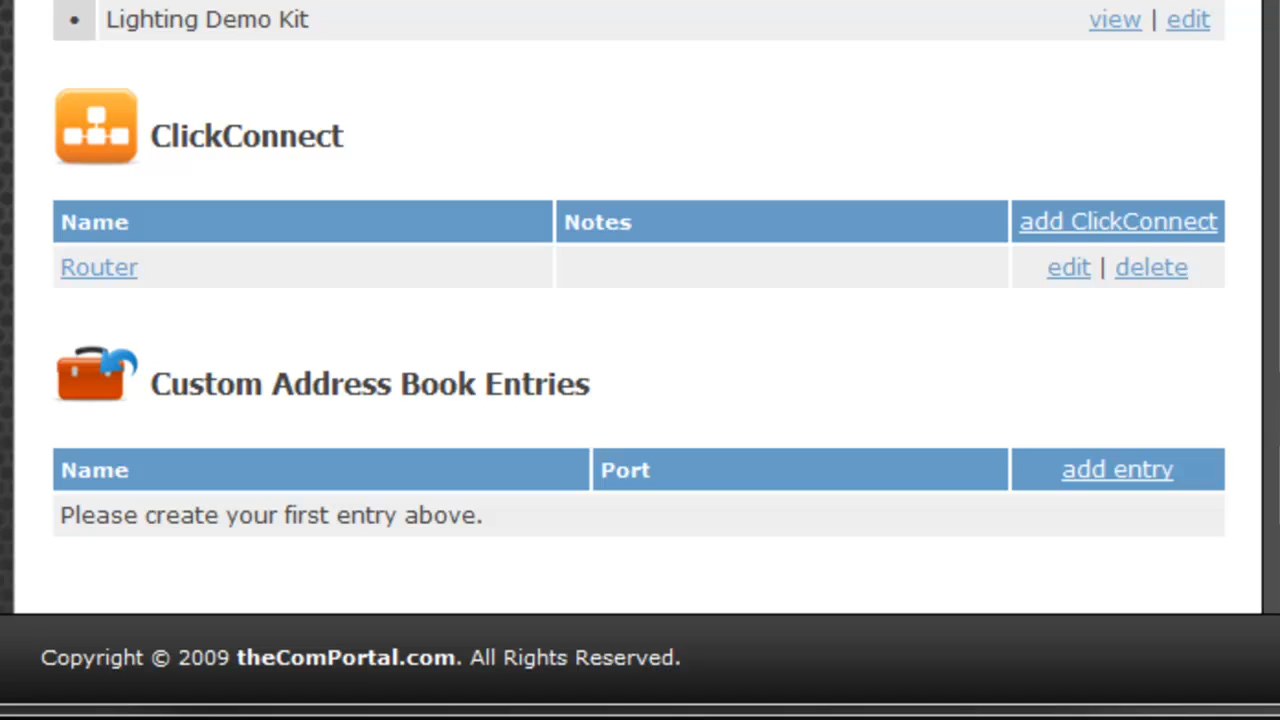 • Lighting Demo Kit view | edit
ClickConnect
Name Notes add ClickConnect
Router edit | delete
Custom Address Book Entries
Name Port add entry
Please create your first entry above.
Copyright © 2009 theComPortal.com. All Rights Reserved.